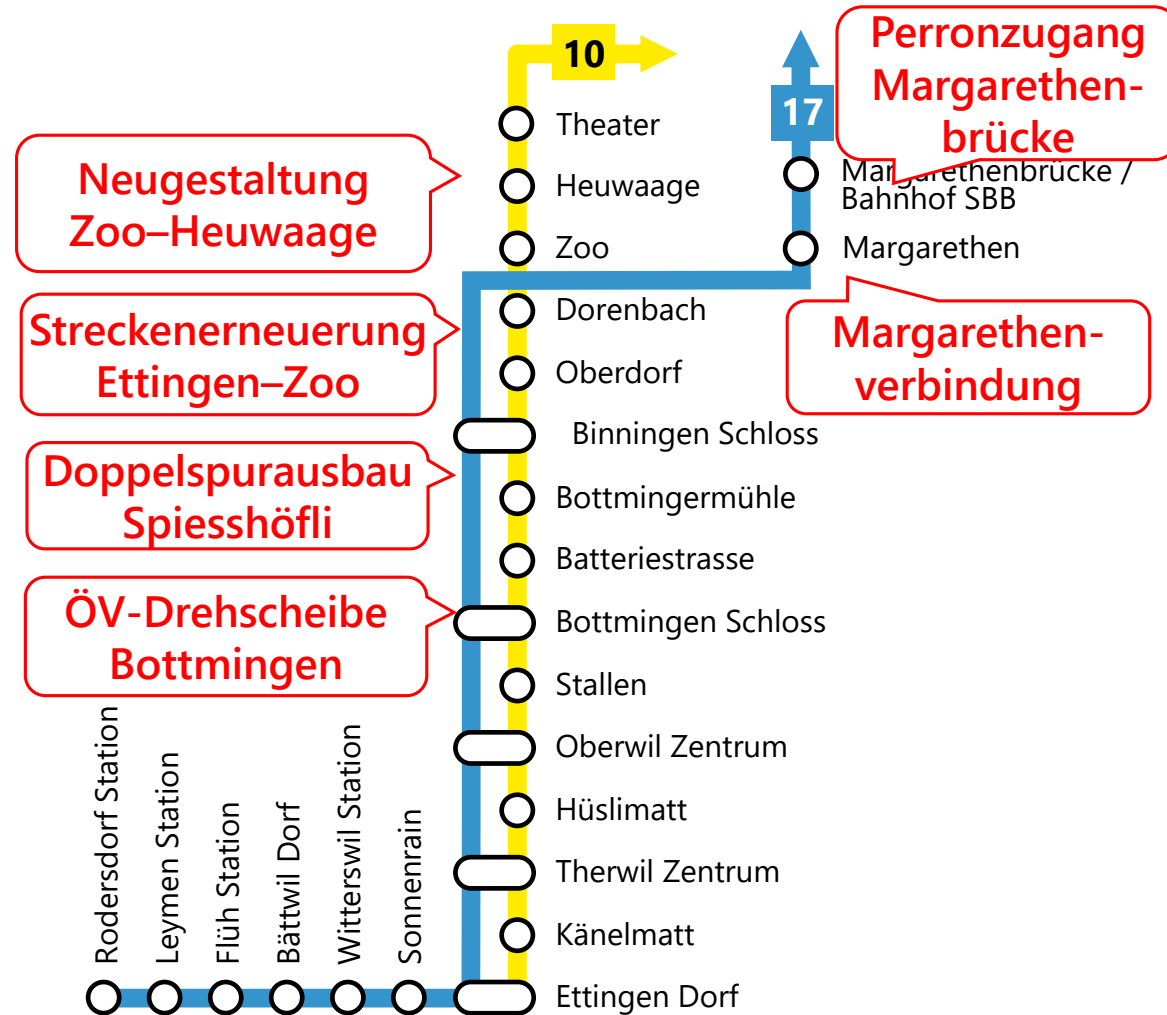 10
17
Perronzugang
Margarethen-
brücke
Theater
Neugestaltung
Zoo–Heuwaage
Heuwaage
Margarethenbrücke /
Bahnhof SBB
Zoo
Margarethen
Streckenerneuerung
Ettingen–Zoo
Dorenbach
Margarethen-
verbindung
Oberdorf
Binningen Schloss
Doppelspurausbau
Spiesshöfli
Bottmingermühle
Batteriestrasse
ÖV-Drehscheibe
Bottmingen
Bottmingen Schloss
Stallen
Oberwil Zentrum
Hüslimatt
Therwil Zentrum
Känelmatt
Ettingen Dorf
Rodersdorf Station
Leymen Station
Flüh Station
Bättwil Dorf
Witterswil Station
Sonnenrain